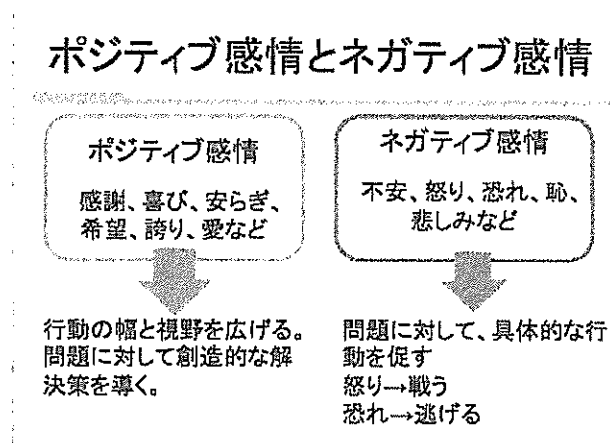 ポジティブ感情とネガティブ感情
ポジティブ感情
感謝、喜び、安らぎ、
希望、誇り、愛など
行動の幅と視野を広げる。
問題に対して創造的な解
決策を導く。
ネガティブ感情
不安、怒り、恐れ、恥、
悲しみなど
問題に対して、具体的な行
動を促す
怒り→戦う
恐れ→逃げる